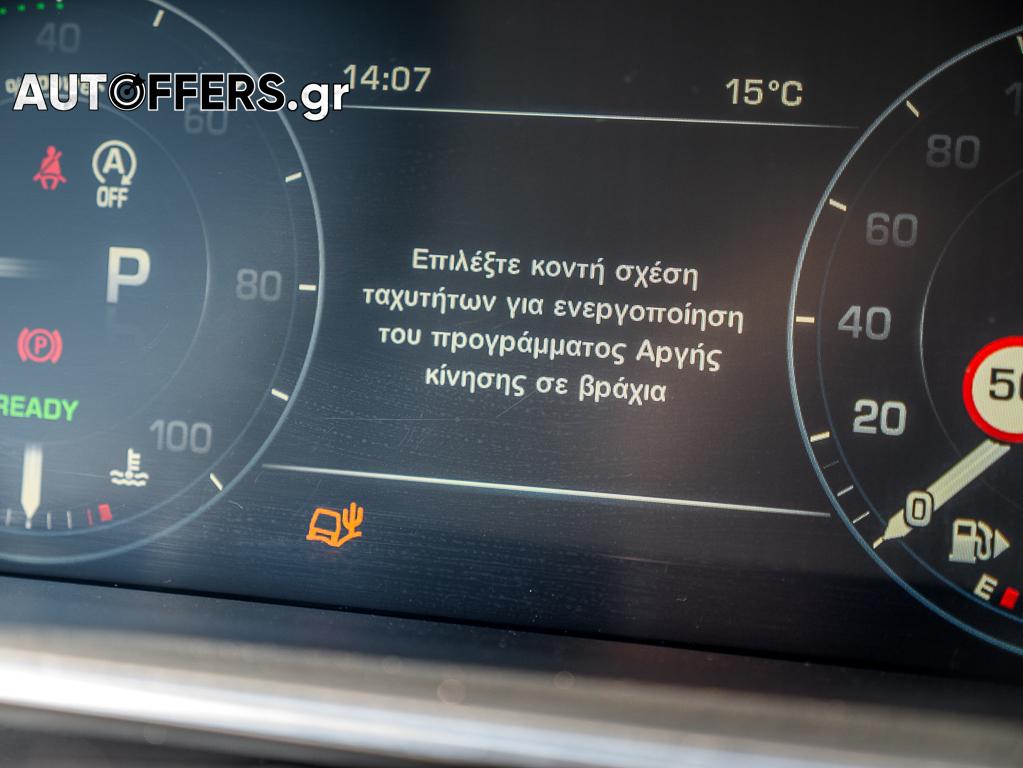 AUTOFFERS.gr
14:07
15°C
40
60
80
100
A
OFF
P
P
READY
Επιλέξτε κοντή σχέση
ταχυτήτων για ενεργοποίηση
του προγράμματος Αργής
κίνησης σε βράχια
80
60
40
20
0
50
E